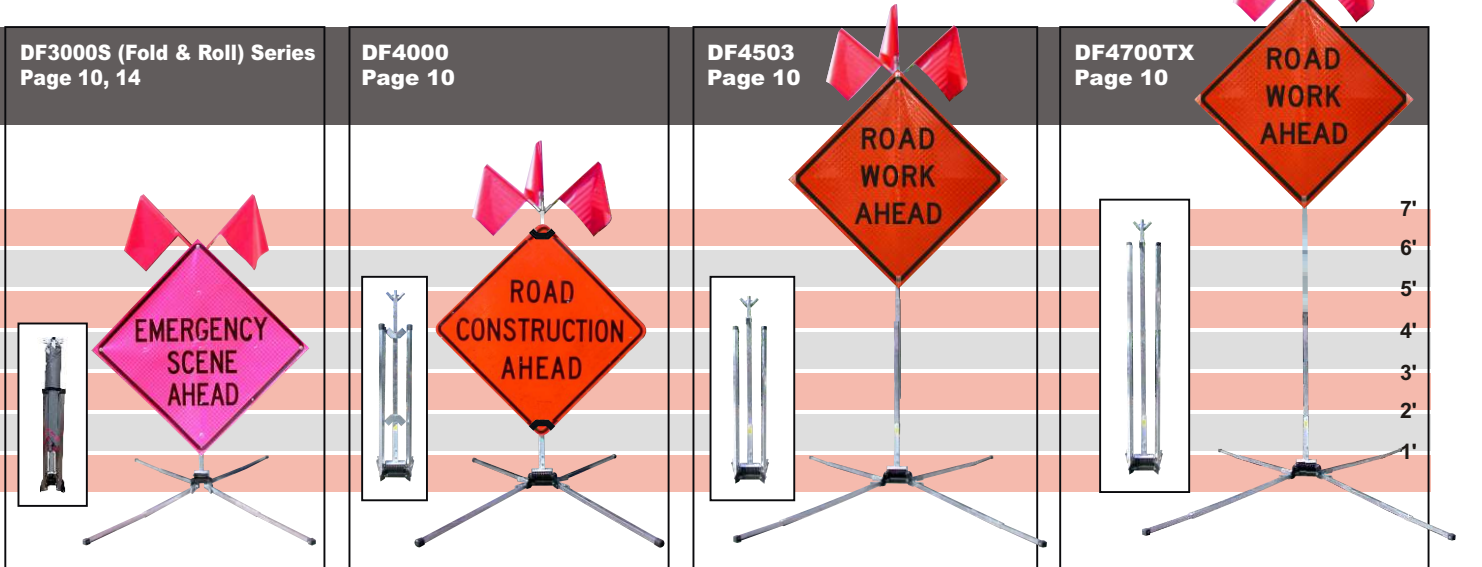 DF3000S (Fold & Roll) Series
Page 10, 14
EMERGENCY
SCENE
AHEAD
DF4000
Page 10
ROAD
CONSTRUCTION
AHEAD
DF4503
Page 10
ROAD
WORK
AHEAD
DF4700TX
Page 10
ROAD
WORK
AHEAD
7'
6'
5'
4'
3'
2'
1'